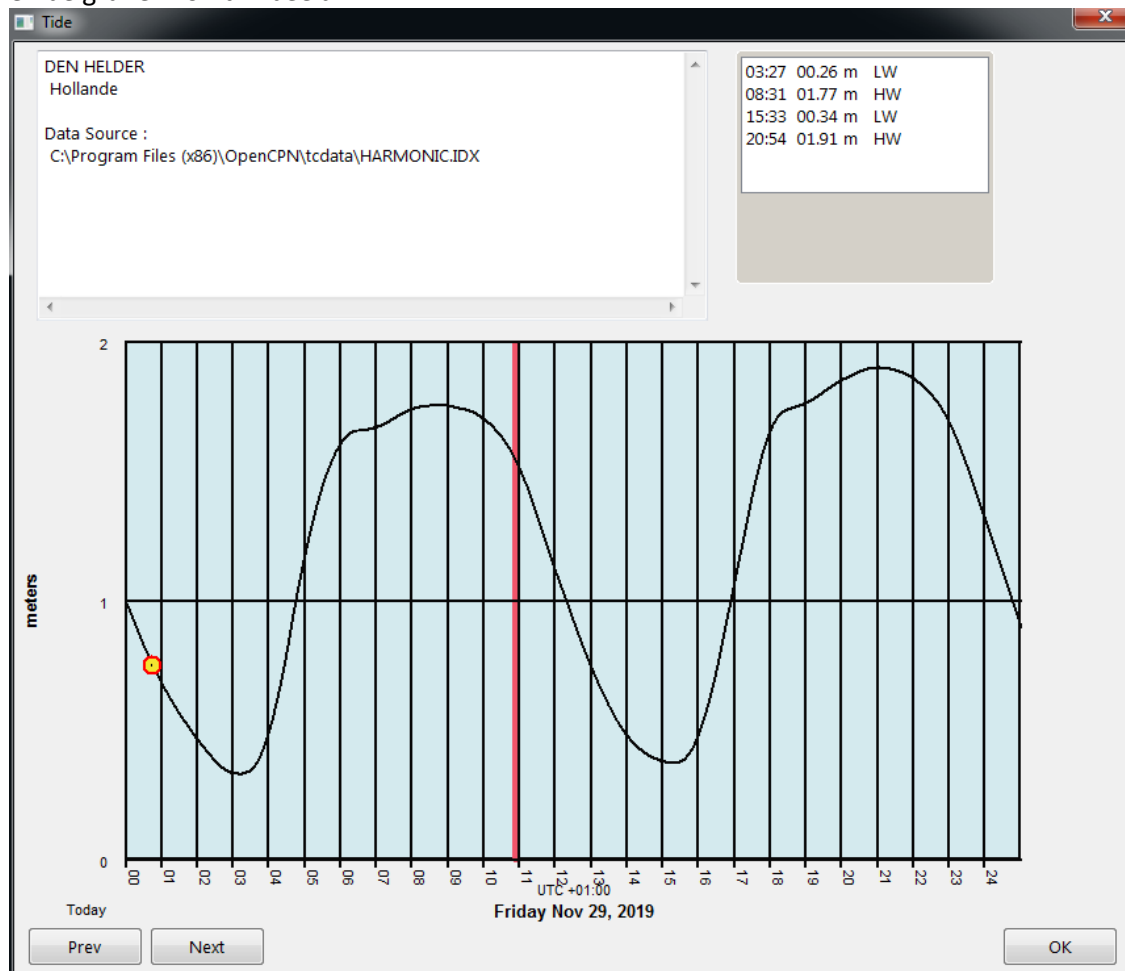 Tide
DEN HELDER
Hollande
Data Source :
C:\Program Files (x86)\OpenCPN\tcdata\HARMONIC.IDX
03:27 00.26 m LW
08:31 01.77 m HW
15:33 00.34 m LW
20:54 01.91 m HW
2
1
0
meters
00 01 02 03 04 05 06 07 08 09 10 11 12 13 14 15 16 17 18 19 20 21 22 23 24
UTC +01:00
Today
Friday Nov 29, 2019
Prev Next OK